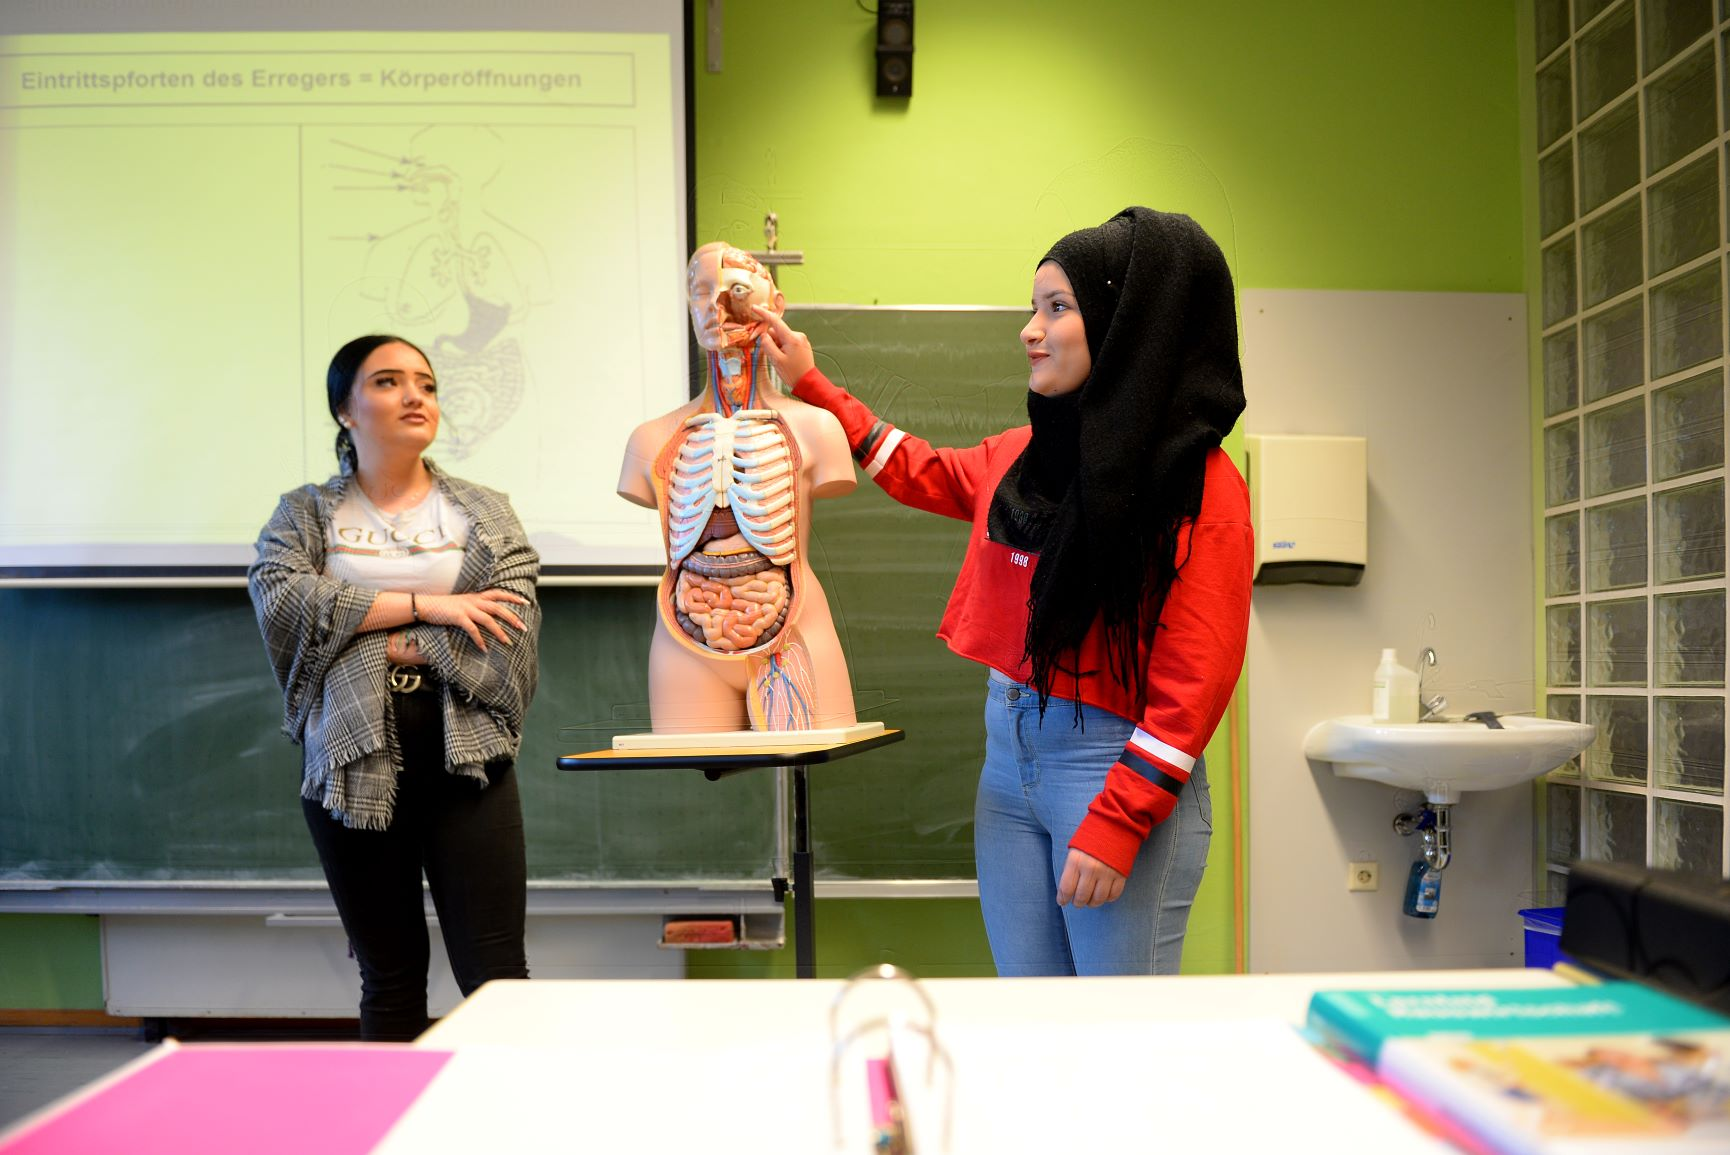 Eintrittspforten des Erregers = Körperöffnungen
GUCCI
1998